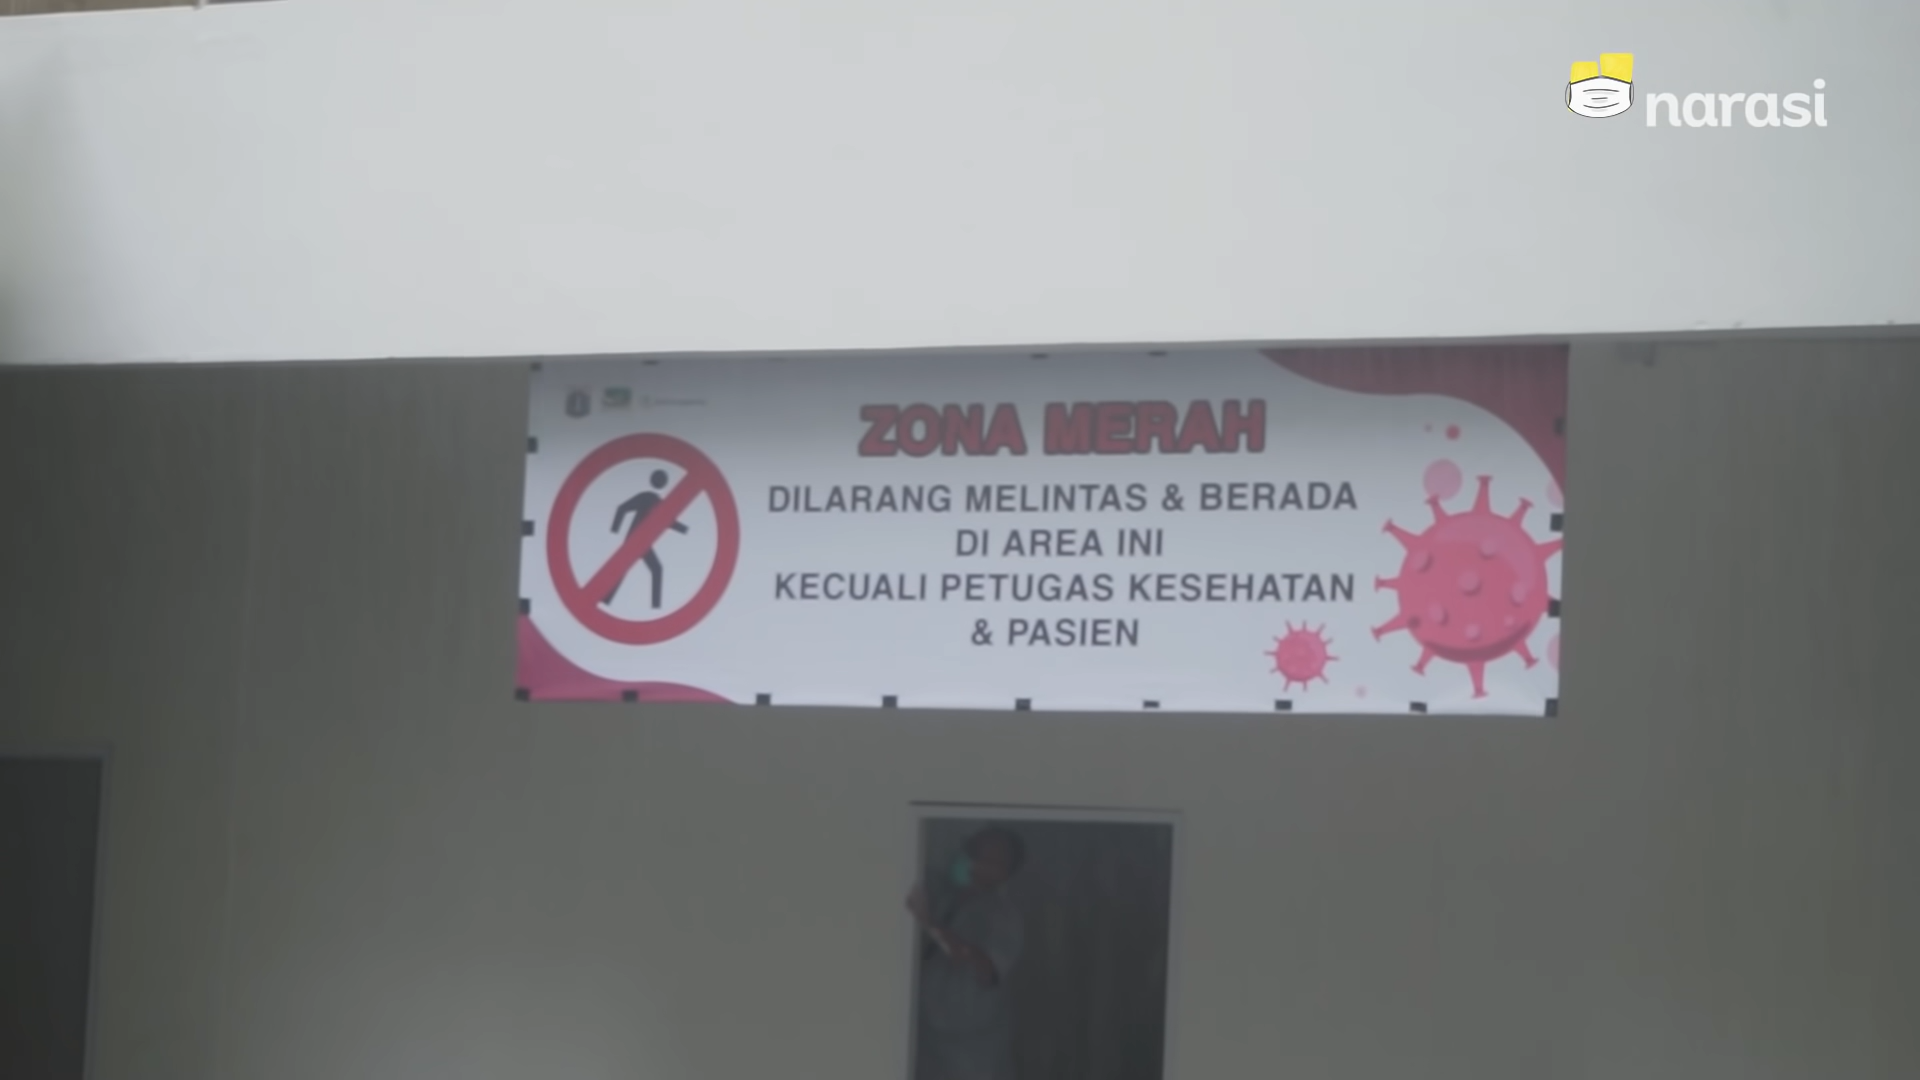 narasi
ZONA MERAH
DILARANG MELINTAS & BERADA
DI AREA INI
KECUALI PETUGAS KESEHATAN
& PASIEN